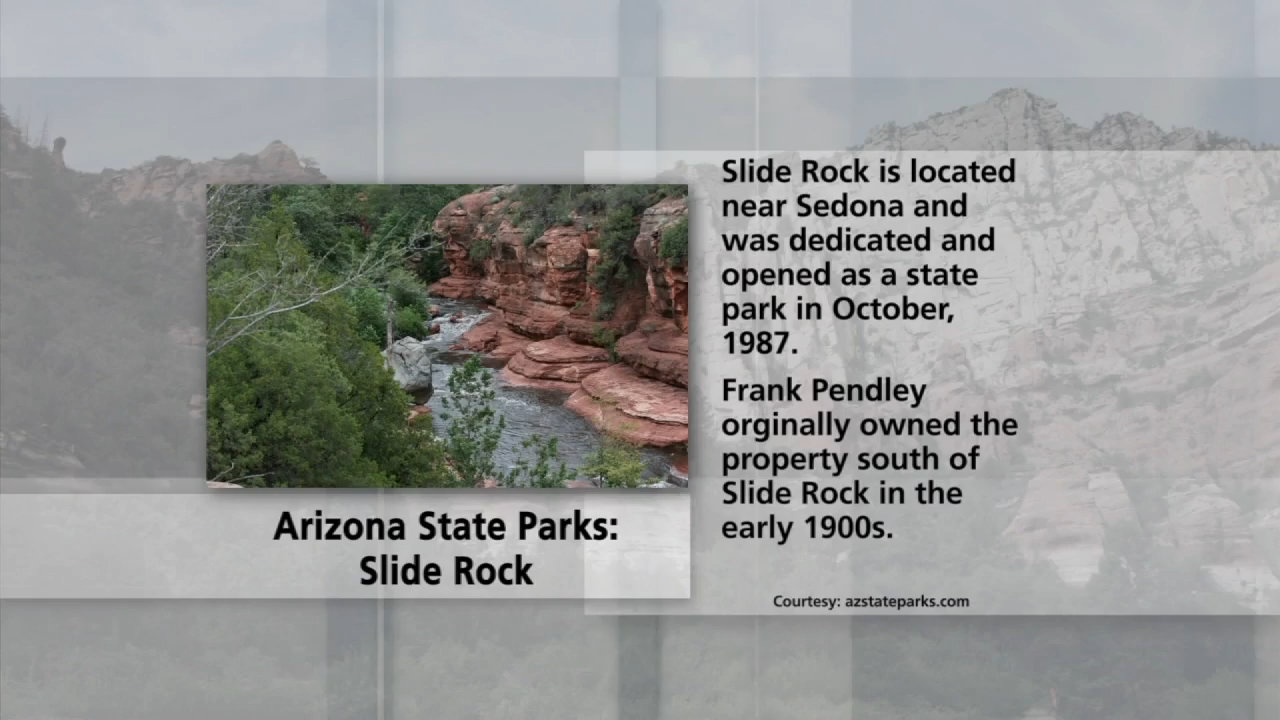 Slide Rock is located
near Sedona and
was dedicated and
opened as a state
park in October,
1987.
Frank Pendley
orginally owned the
property south of
Slide Rock in the
early 1900s.
Arizona State Parks:
Slide Rock
Courtesy: azstateparks.com